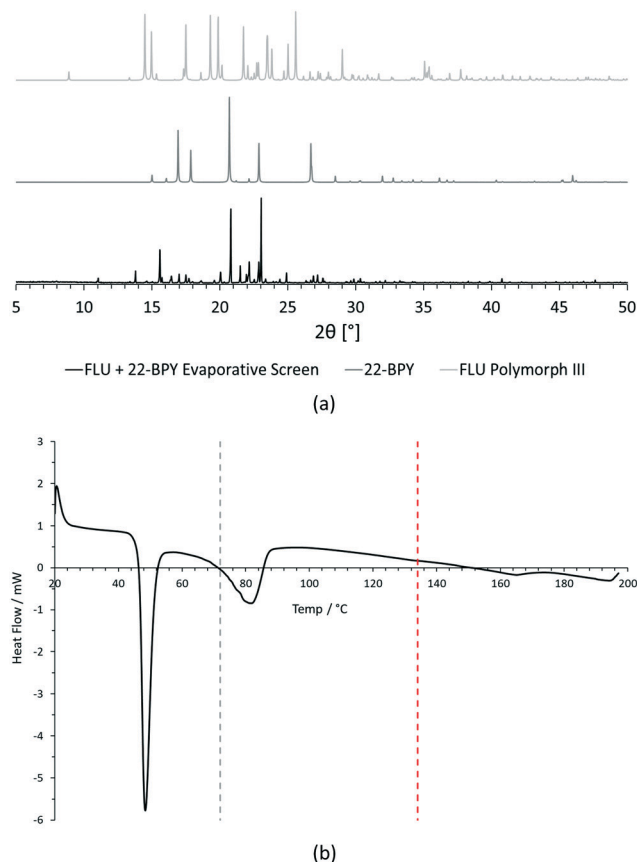 5 10 15 20 25 30 35 40 45 50
2θ [°]
FLU + 22-BPY Evaporative Screen 22-BPY FLU Polymorph III
(a)
3
2
1
0
-1
-2
-3
-4
-5
-6
Heat Flow / mW
20 40 60 80 100 120 140 160 180 200
Temp / °C
(b)